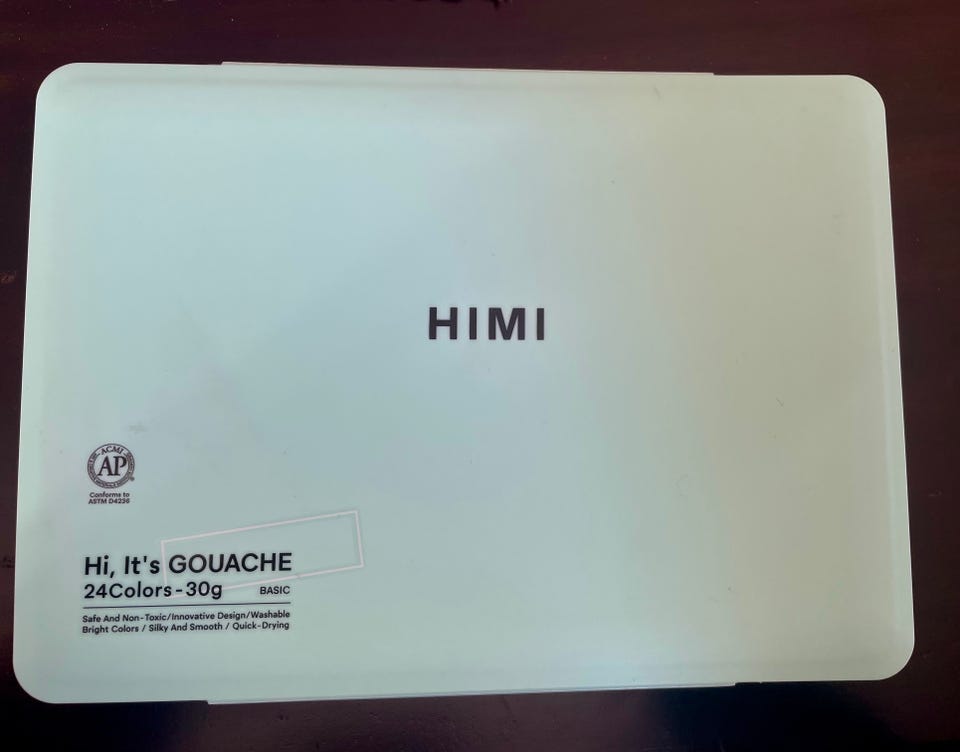 HIMI
ACMI
AP
Conforms to
ASTM D4236
Hi, It's GOUACHE
24Colors - 30g BASIC
Safe And Non-Toxic/Innovative Design/Washable
Bright Colors / Silky And Smooth / Quick-Drying